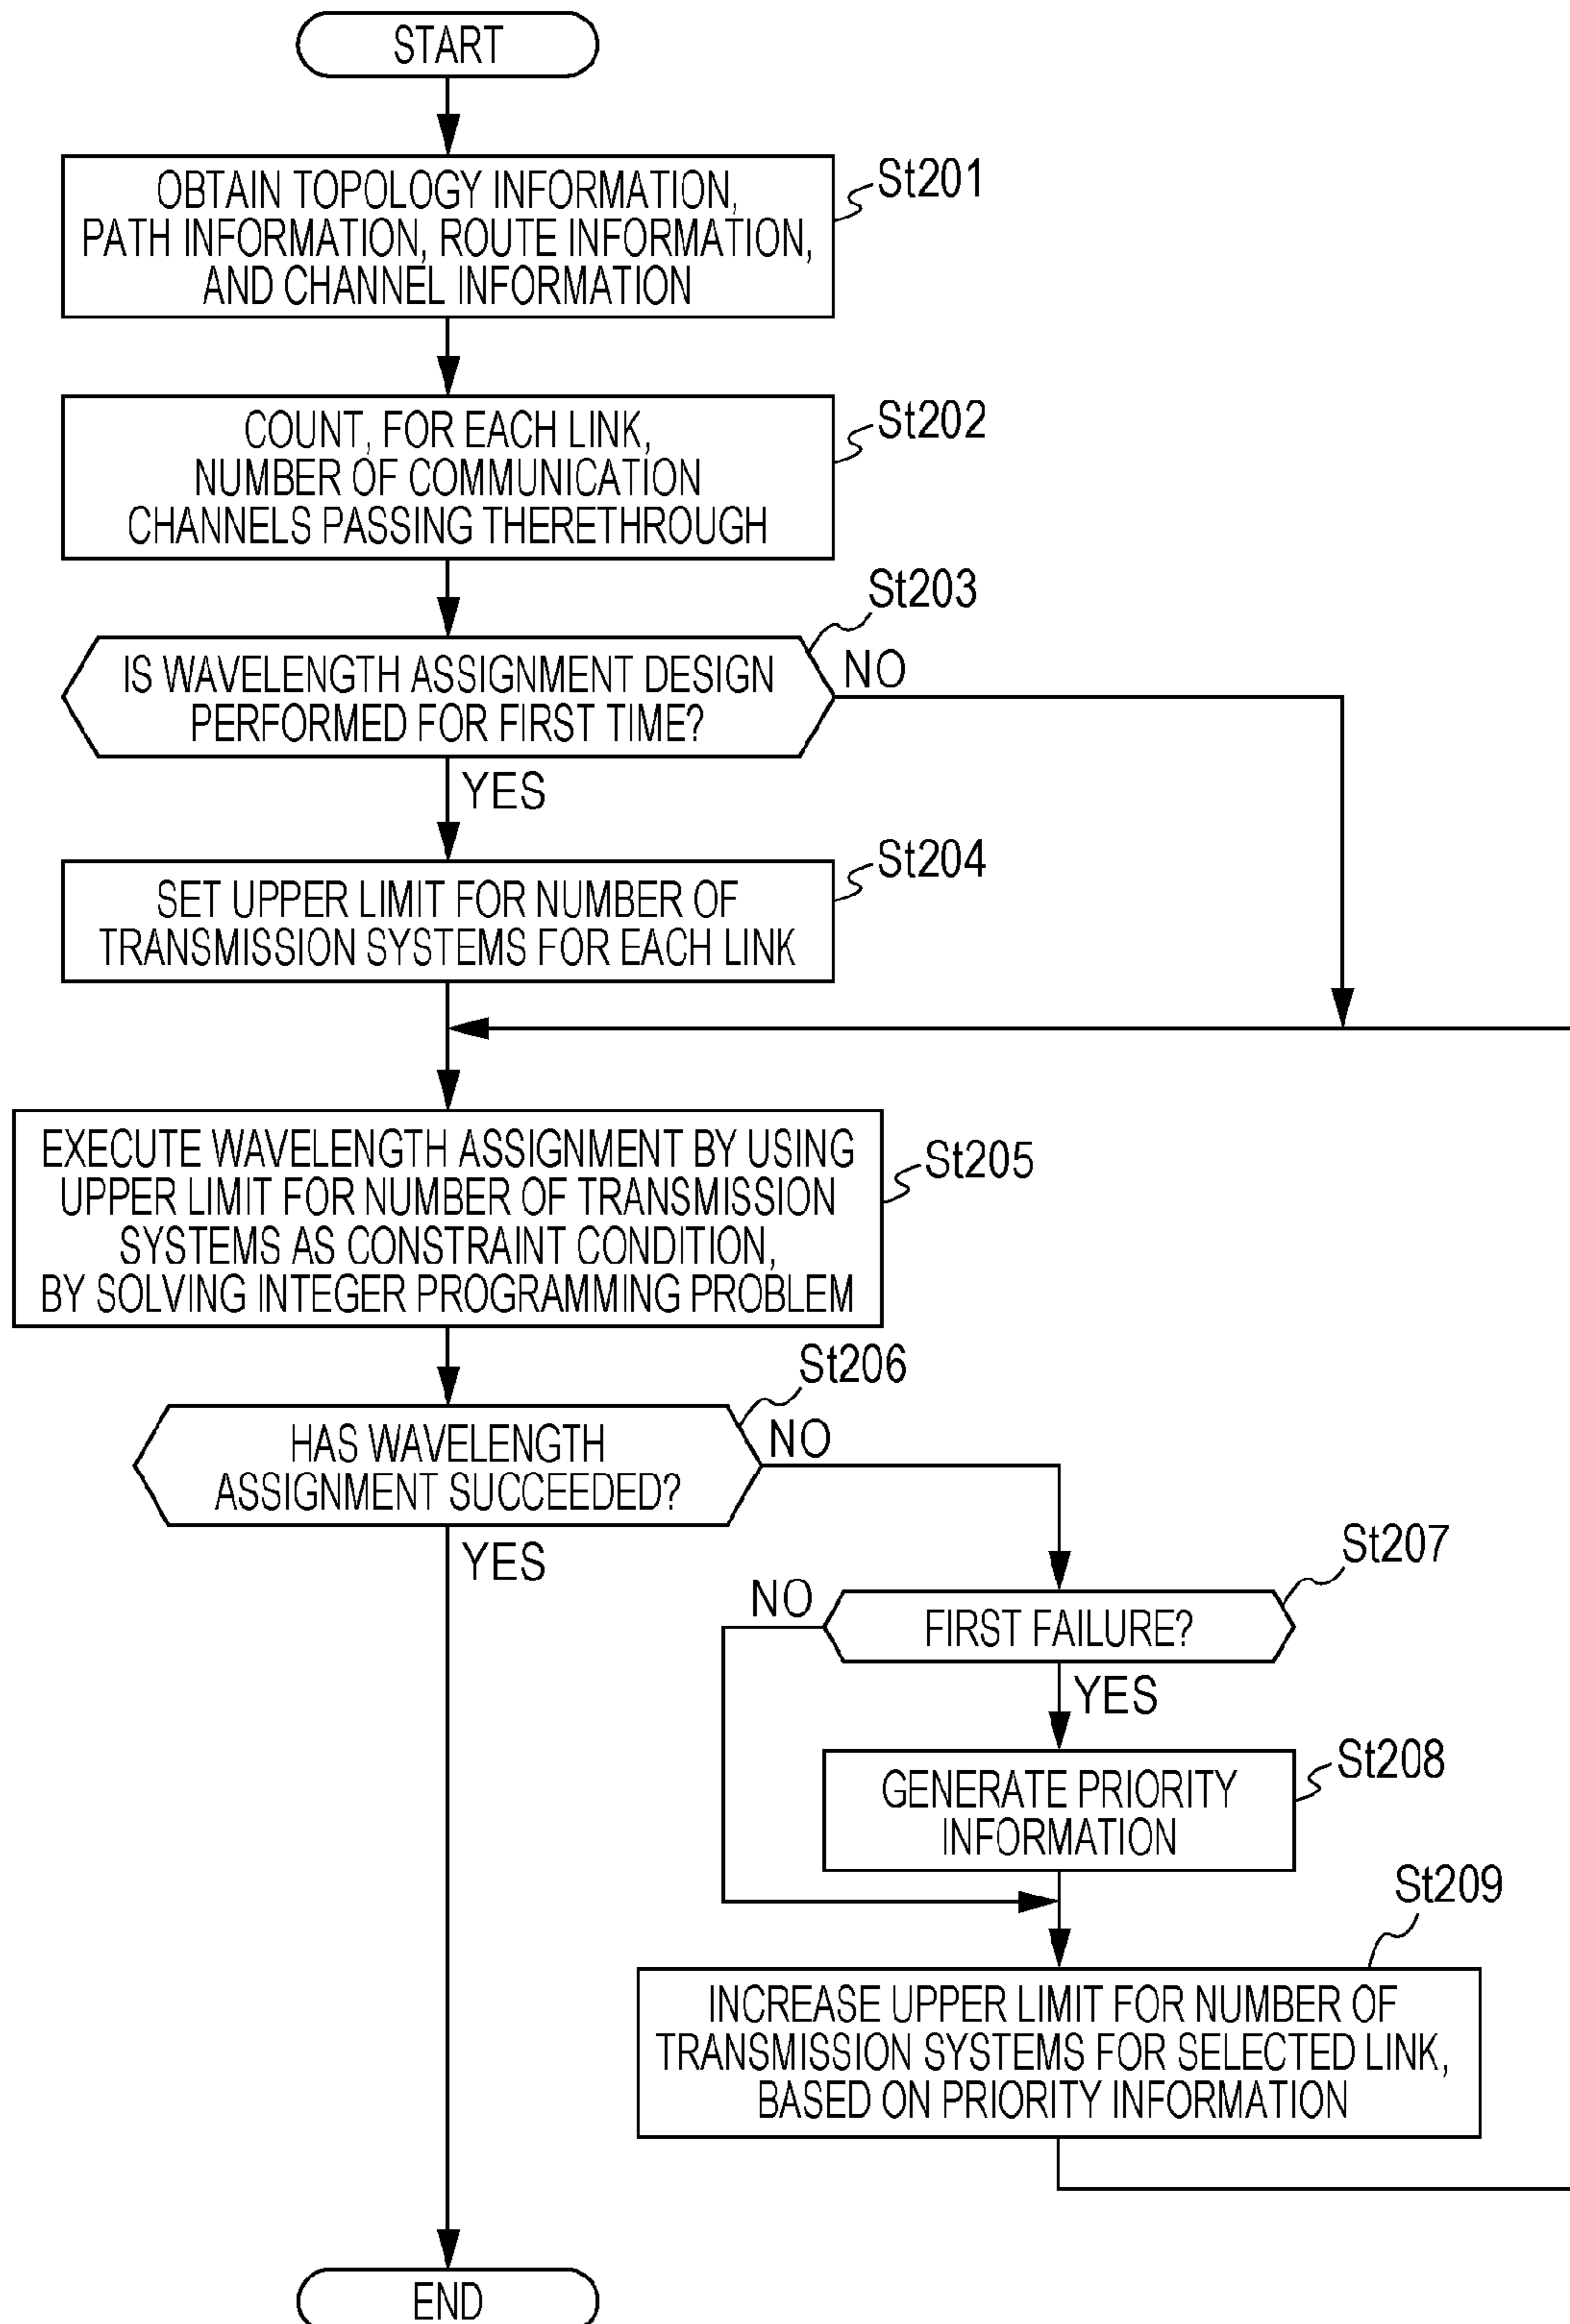 START
OBTAIN TOPOLOGY INFORMATION,
PATH INFORMATION, ROUTE INFORMATION,
AND CHANNEL INFORMATION
St201
COUNT, FOR EACH LINK,
NUMBER OF COMMUNICATION
CHANNELS PASSING THERETHROUGH
St202
St203
IS WAVELENGTH ASSIGNMENT DESIGN
PERFORMED FOR FIRST TIME?
NO
YES
St204
SET UPPER LIMIT FOR NUMBER OF
TRANSMISSION SYSTEMS FOR EACH LINK
EXECUTE WAVELENGTH ASSIGNMENT BY USING
UPPER LIMIT FOR NUMBER OF TRANSMISSION
SYSTEMS AS CONSTRAINT CONDITION,
BY SOLVING INTEGER PROGRAMMING PROBLEM
St205
St206
HAS WAVELENGTH
ASSIGNMENT SUCCEEDED?
NO
YES
St207
NO
FIRST FAILURE?
YES
St208
GENERATE PRIORITY
INFORMATION
St209
INCREASE UPPER LIMIT FOR NUMBER OF
TRANSMISSION SYSTEMS FOR SELECTED LINK,
BASED ON PRIORITY INFORMATION
END